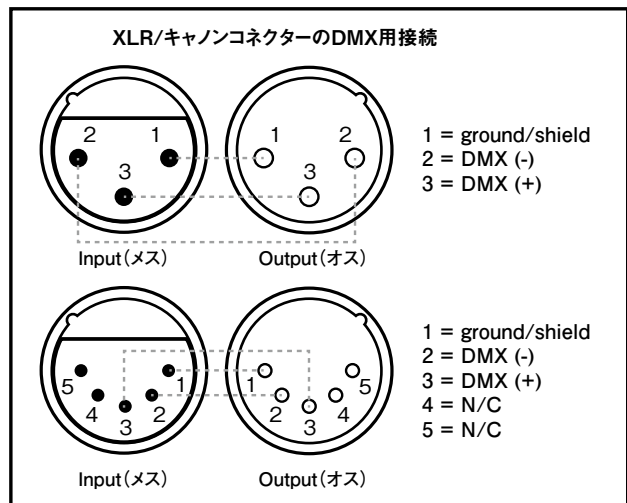 XLR/キャノンコネクターのDMX用接続
2 1
3
1 2
3
1 = ground/shield
2 = DMX (-)
3 = DMX (+)
Input(メス) Output(オス)
5 1
4 2
3
1 5
2 4
3
1 = ground/shield
2 = DMX (-)
3 = DMX (+)
4 = N/C
5 = N/C
Input(メス) Output(オス)